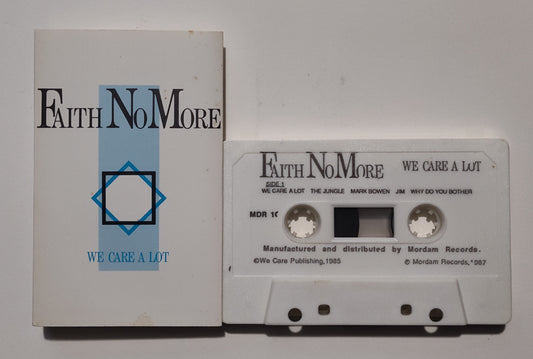 FAITH NO MORE
WE CARE A LOT
FAITH NO MORE WE CARE A LOT
SIDE 1
WE CARE A LOT THE JUNGLE MARK BOWEN JIM WHY DO YOU BOTHER
MDR
Manufactured and distributed by Mordam Records.
©We Care Publishing,1985 © Mordam Records,